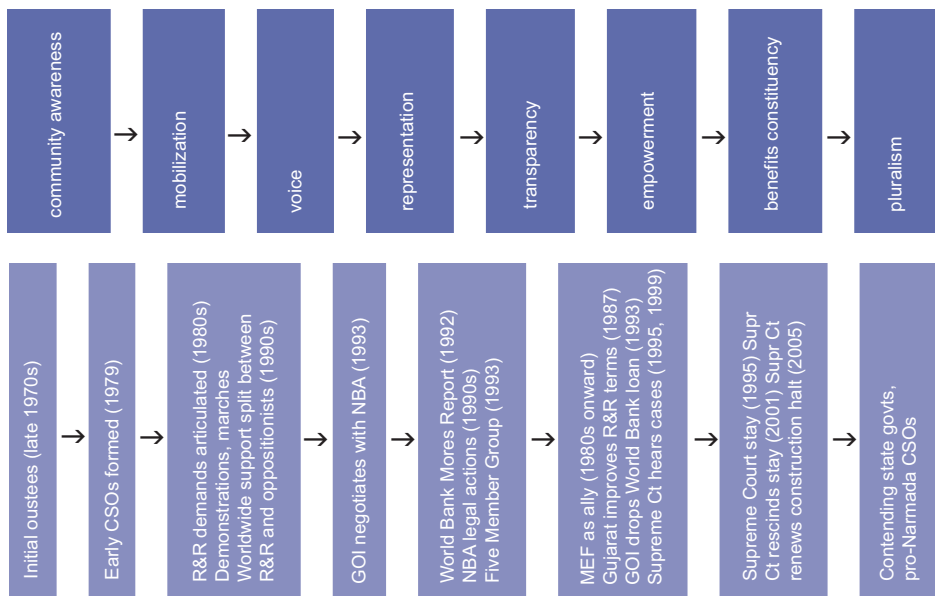 community awareness
mobilization
voice
representation
transparency
empowerment
benefits constituency
pluralism
Initial oustees (late 1970s)
Early CSOs formed (1979)
R&R demands articulated (1980s)
Demonstrations, marches
Worldwide support split between
R&R and oppositionists (1990s)
GOI negotiates with NBA (1993)
World Bank Mores Report (1992)
NBA legal actions (1990s)
Five Member Group (1993)
MEF as ally (1980s onward)
Gujarat improves R&R terms (1987)
GOI drops World Bank loan (1993)
Supreme Ct hears cases (1995, 1999)
Supreme Court stay (1995) Supr
Ct rescinds stay (2001) Supr Ct
renews construction halt (2005)
Contending state govts,
pro-Narmada CSOs